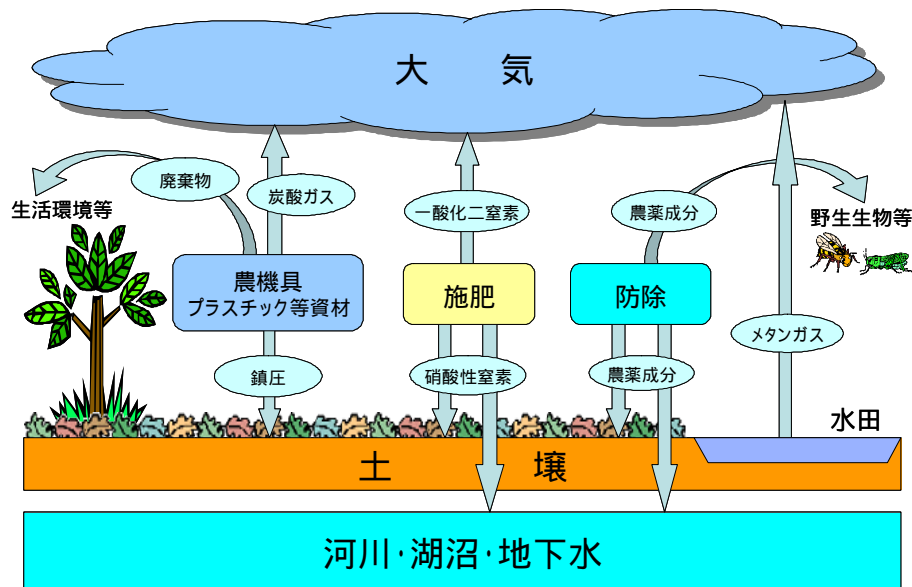 大　気
廃棄物
炭酸ガス
一酸化二窒素
農薬成分
生活環境等
野生生物等
農機具
プラスチック等資材
施肥
防除
メタンガス
鎮圧
硝酸性窒素
農薬成分
水田
土　壌
河川・湖沼・地下水